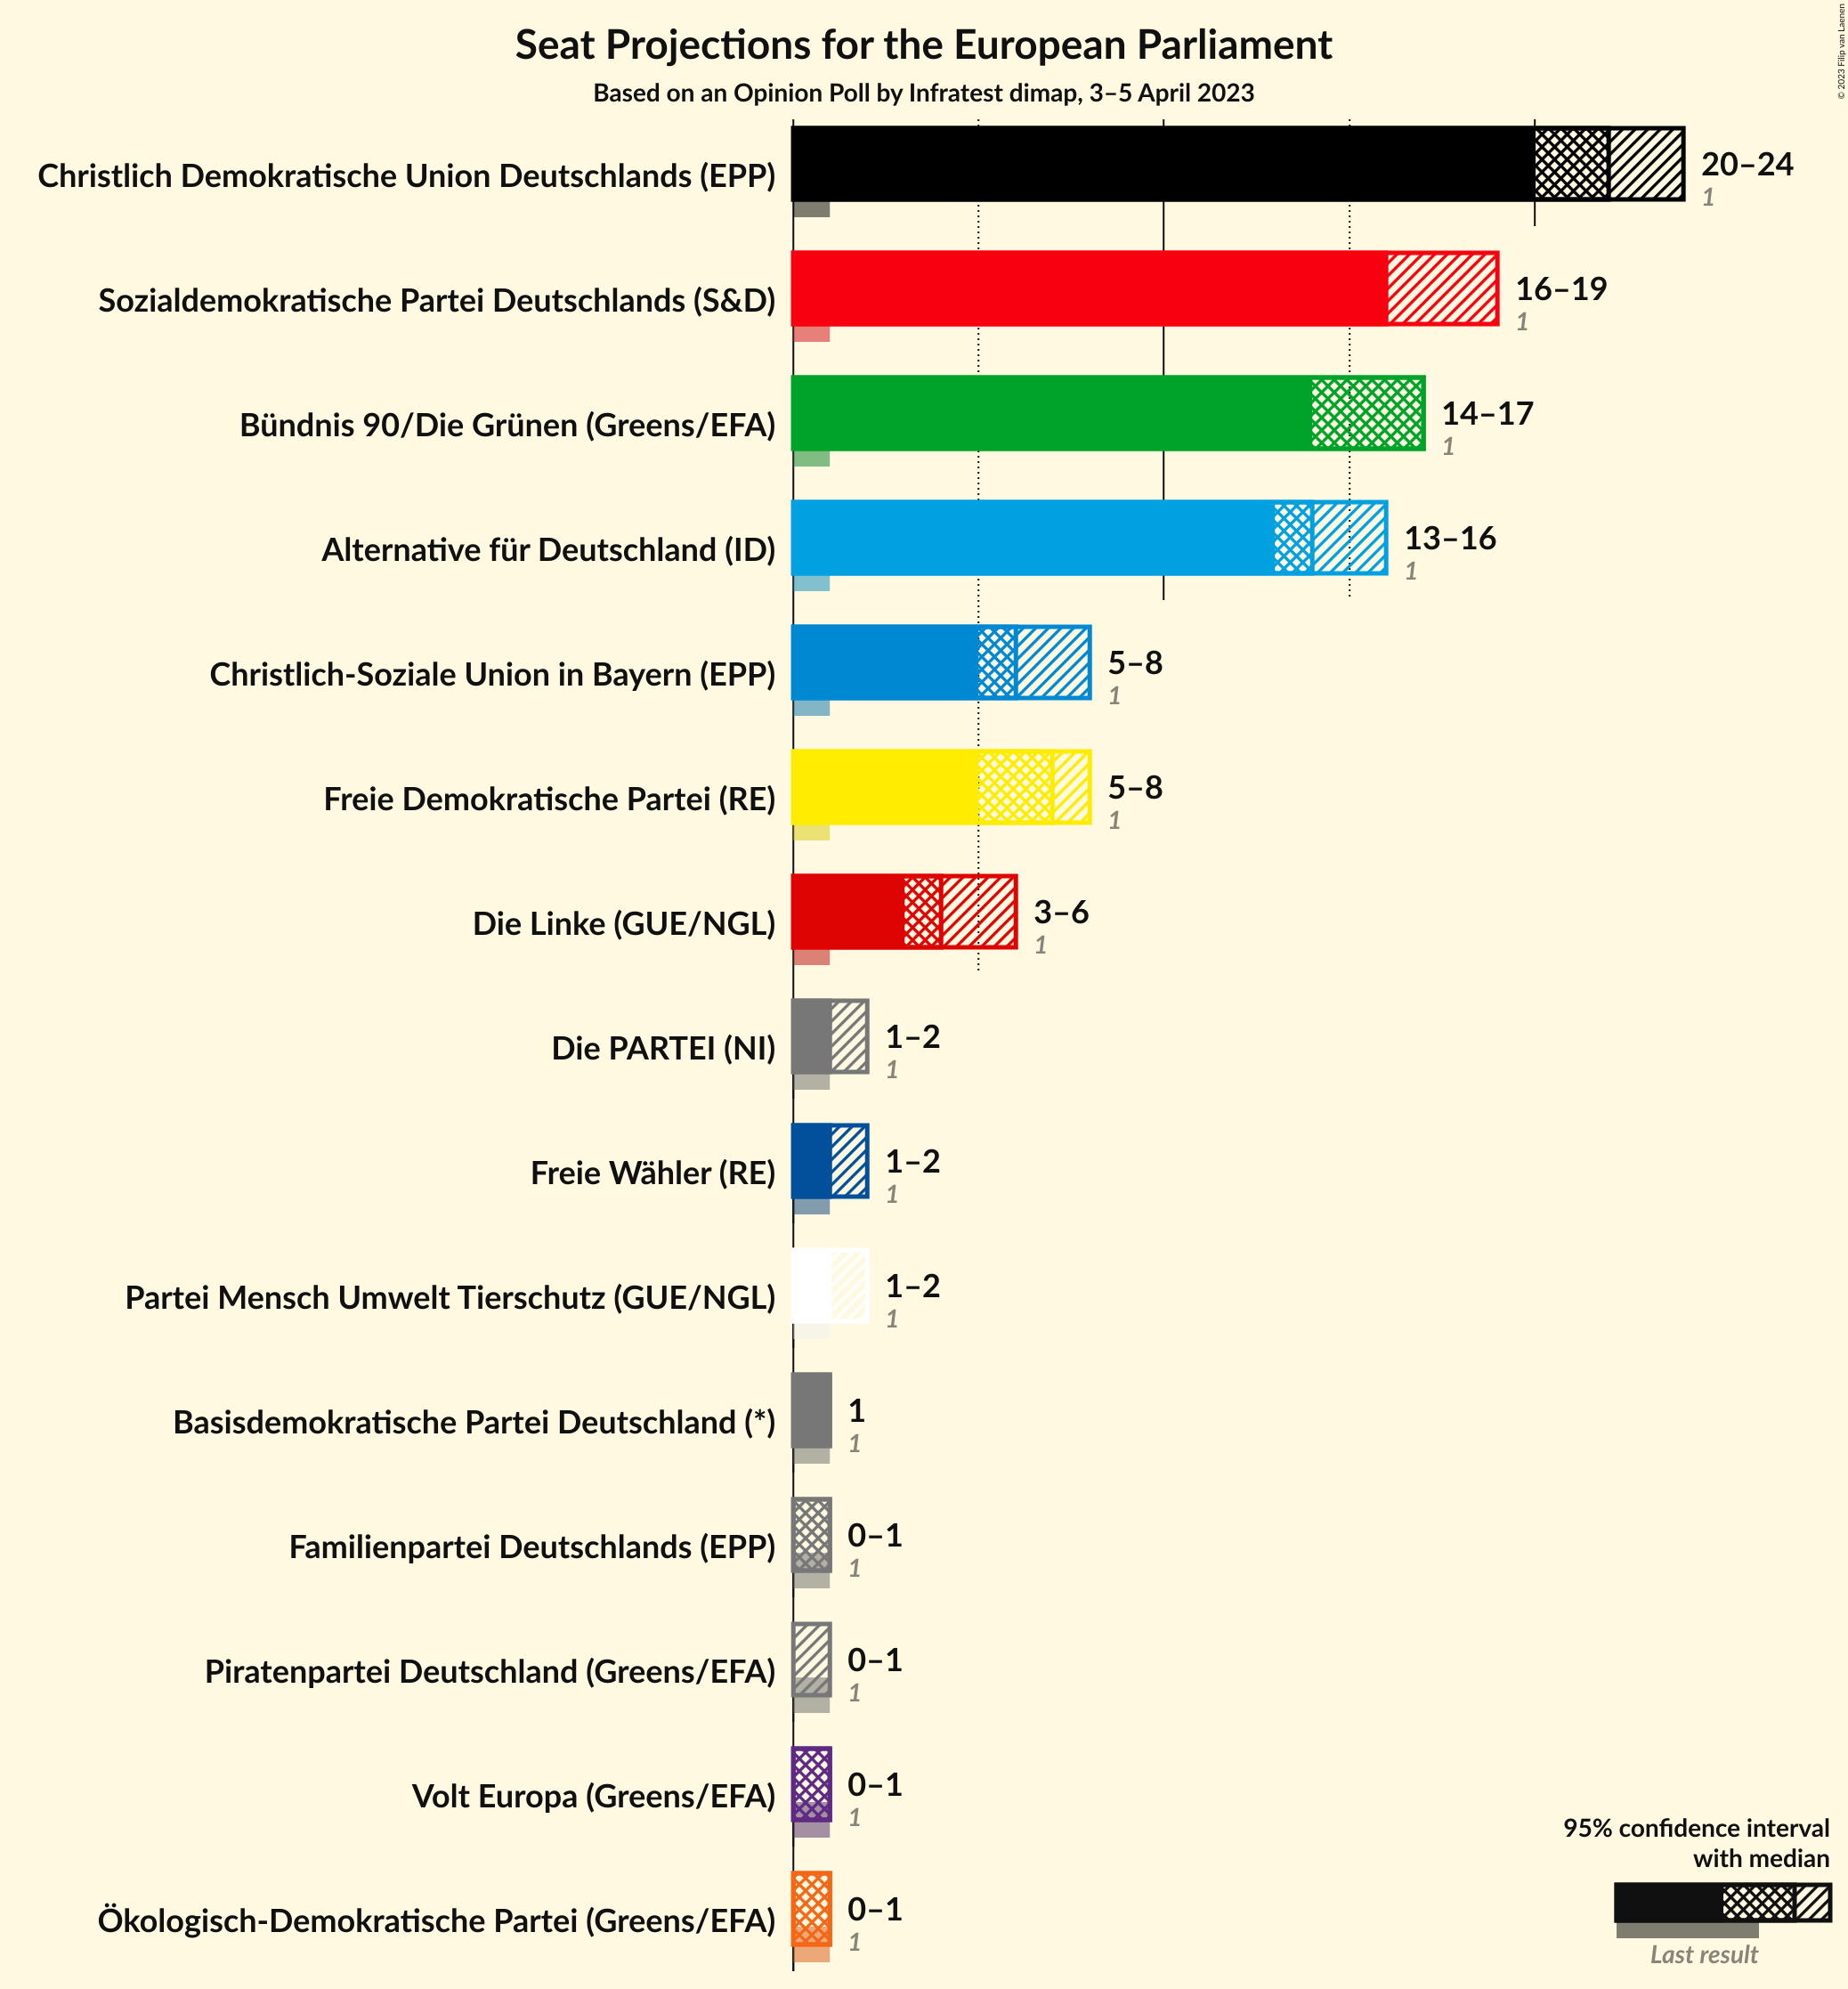 Seat Projections for the European Parliament
Based on an Opinion Poll by Infratest dimap, 3–5 April 2023
© 2023 Filip van Laenen
Christlich Demokratische Union Deutschlands (EPP)
20–24
1
Sozialdemokratische Partei Deutschlands (S&D)
16–19
1
Bündnis 90/Die Grünen (Greens/EFA)
14–17
1
Alternative für Deutschland (ID)
13–16
1
Christlich-Soziale Union in Bayern (EPP)
5–8
1
Freie Demokratische Partei (RE)
5–8
1
Die Linke (GUE/NGL)
3–6
1
Die PARTEI (NI)
1–2
1
Freie Wähler (RE)
1–2
1
Partei Mensch Umwelt Tierschutz (GUE/NGL)
1–2
1
Basisdemokratische Partei Deutschland (*)
1
1
Familienpartei Deutschlands (EPP)
0–1
1
Piratenpartei Deutschland (Greens/EFA)
0–1
1
Volt Europa (Greens/EFA)
0–1
1
Ökologisch-Demokratische Partei (Greens/EFA)
0–1
1
95% confidence interval
with median
Last result